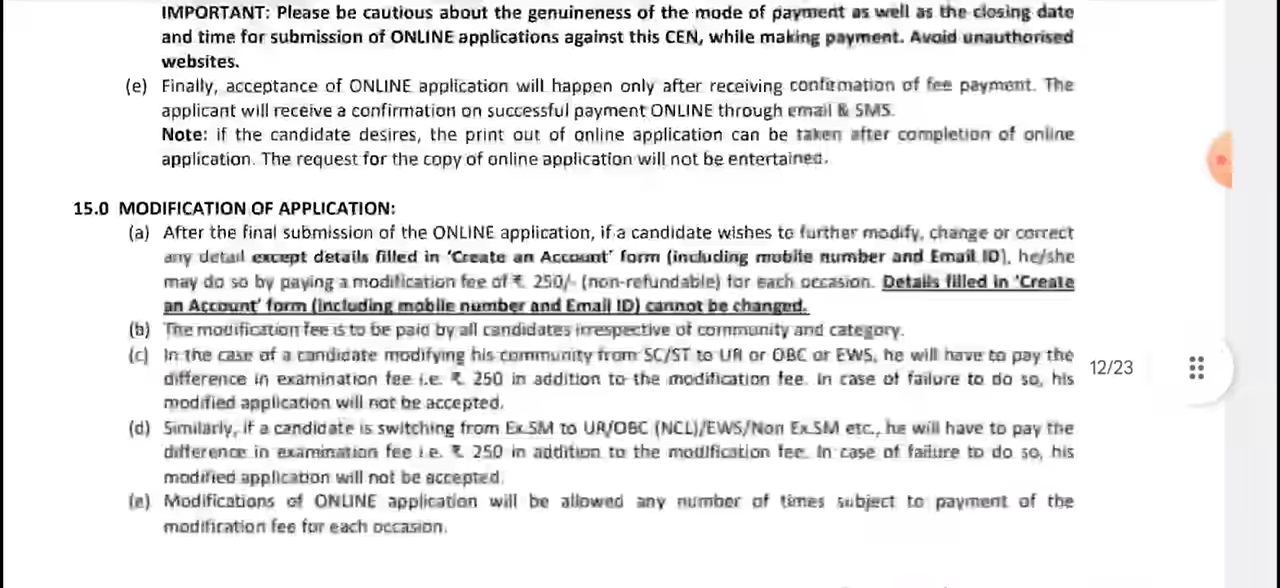 IMPORTANT: Please be cautious about the genuineness of the mode of payment as well as the closing date
and time for submission of ONLINE applications against this CEN, while making payment. Avoid unauthorised
websites.
(e) Finally, acceptance of ONLINE application will happen only after receiving confirmation of fee payment. The
applicant will receive a confirmation on successful payment ONLINE through email & SMS.
Note: if the candidate desires, the print out of online application can be taken after completion of online
application. The request for the copy of online application will not be entertained.
15.0 MODIFICATION OF APPLICATION:
(a) After the final submission of the ONLINE application, if a candidate wishes to further modify, change or correct
any detail except details filled in 'Create an Account' form (including mobile number and Email ID), he/she
may do so by paying a modification fee of ₹ 250/- (non-refundable) for each occasion. Details filled in 'Create
an Account' form (including mobile number and Email ID) cannot be changed.
(b) The modification fee is to be paid by all candidates irrespective of community and category.
(c) In the case of a candidate modifying his community from SC/ST to UR or OBC or EWS, he will have to pay the
difference in examination fee i.e. ₹ 250 in addition to the modification fee. In case of failure to do so, his
modified application will not be accepted.
12/23
(d) Similarly, if a candidate is switching from Ex.SM to UR/OBC (NCL)/EWS/Non Ex.SM etc., he will have to pay the
difference in examination fee i.e. ₹ 250 in addition to the modification fee. In case of failure to do so, his
modified application will not be accepted.
(e) Modifications of ONLINE application will be allowed any number of times subject to payment of the
modification fee for each occasion.